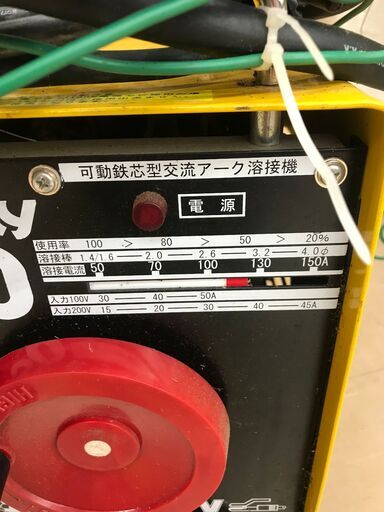 可動鉄芯型交流アーク溶接機
電源
使用率 100 > 80 > 50 > 20%
溶接棒 1.4/1.6 — 2.0 — 2.6 — 3.2 — 4.0φ
溶接電流 50 70 100 130 150A
入力100V 30 — 40 — 50A
入力200V 15 — 20 — 30 — 40 — 45A
y
0
HIGH
y